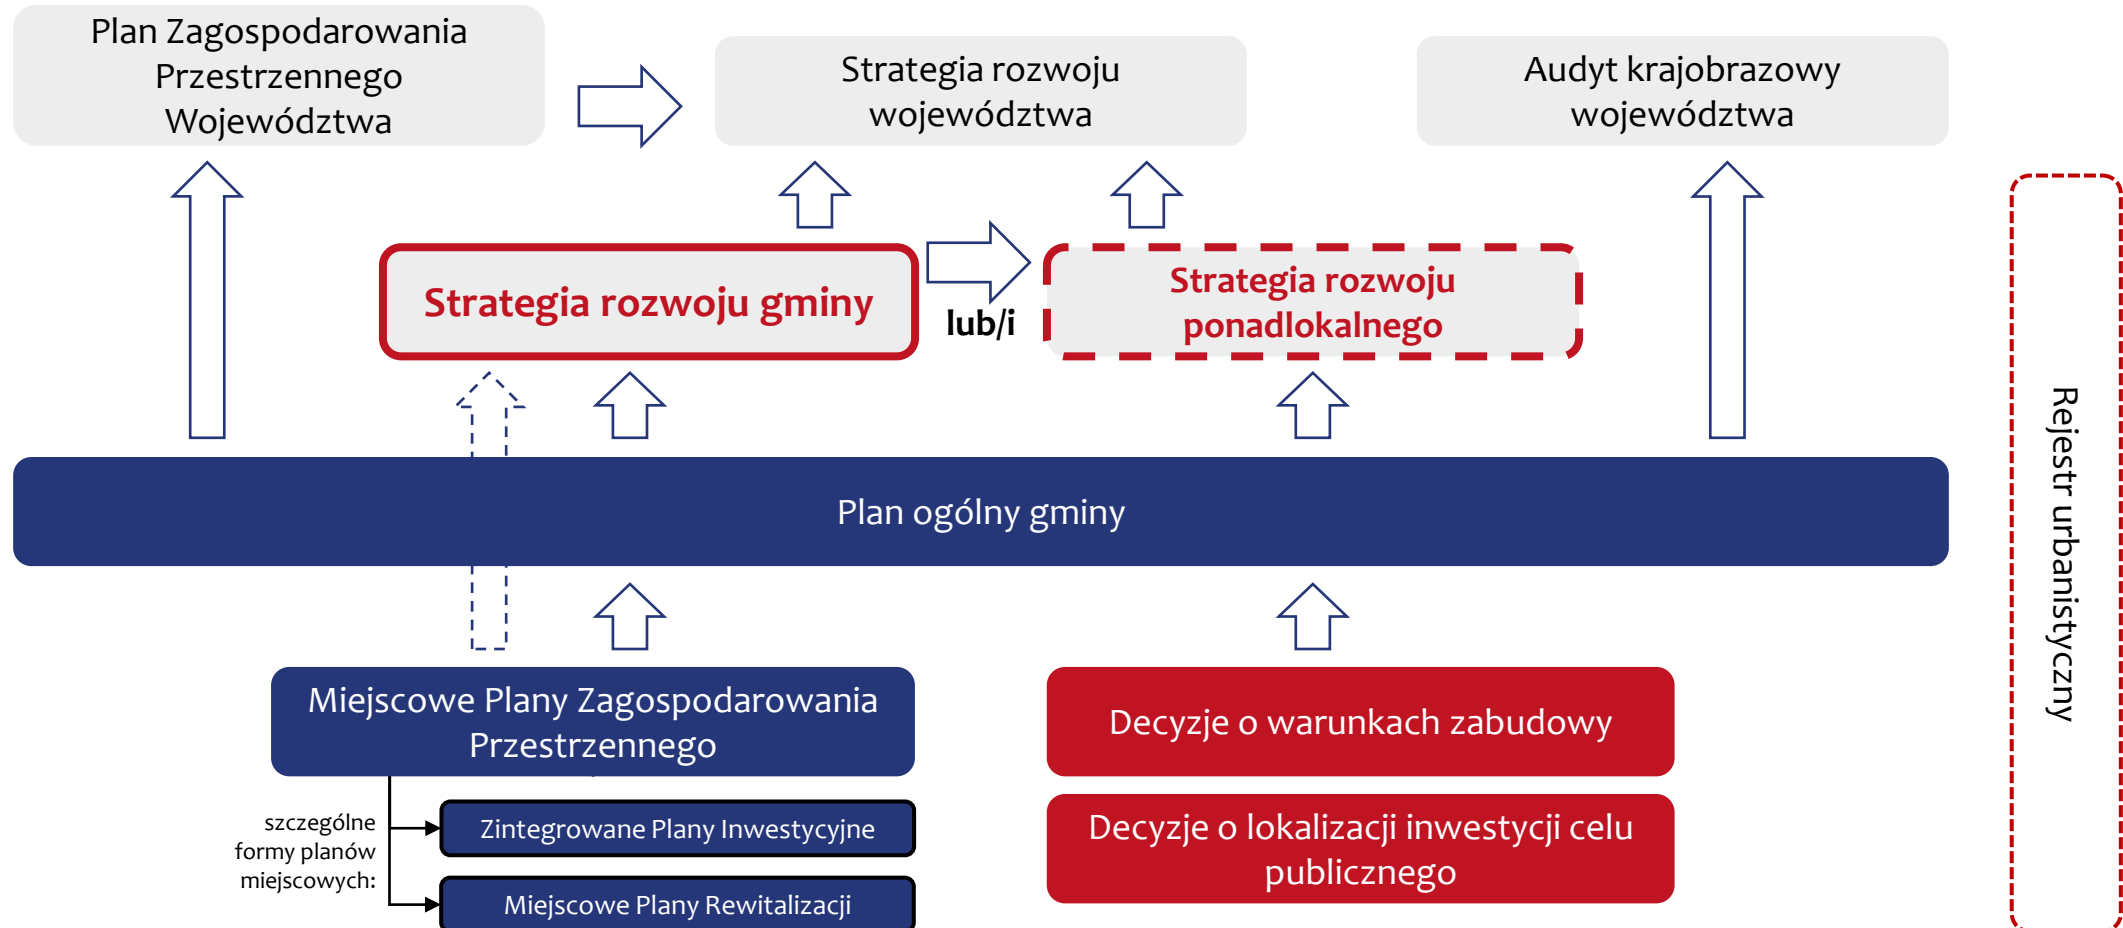 Plan Zagospodarowania
Przestrzennego
Województwa
Strategia rozwoju
województwa
Audyt krajobrazowy
województwa
Strategia rozwoju gminy
lub/i
Strategia rozwoju
ponadlokalnego
Plan ogólny gminy
Miejscowe Plany Zagospodarowania
Przestrzennego
szczególne
formy planów
miejscowych:
Zintegrowane Plany Inwestycyjne
Miejscowe Plany Rewitalizacji
Decyzje o warunkach zabudowy
Decyzje o lokalizacji inwestycji celu
publicznego
Rejestr urbanistyczny